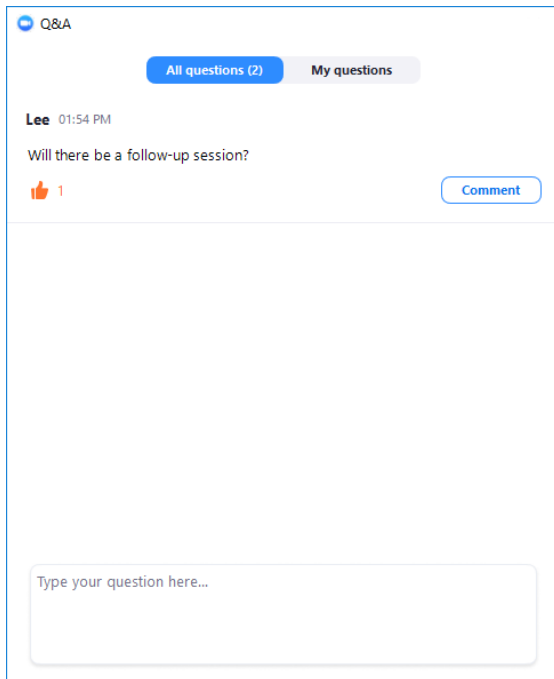 Q&A
All questions (2)
My questions
Lee 01:54 PM
Will there be a follow-up session?
1
Comment
Type your question here...